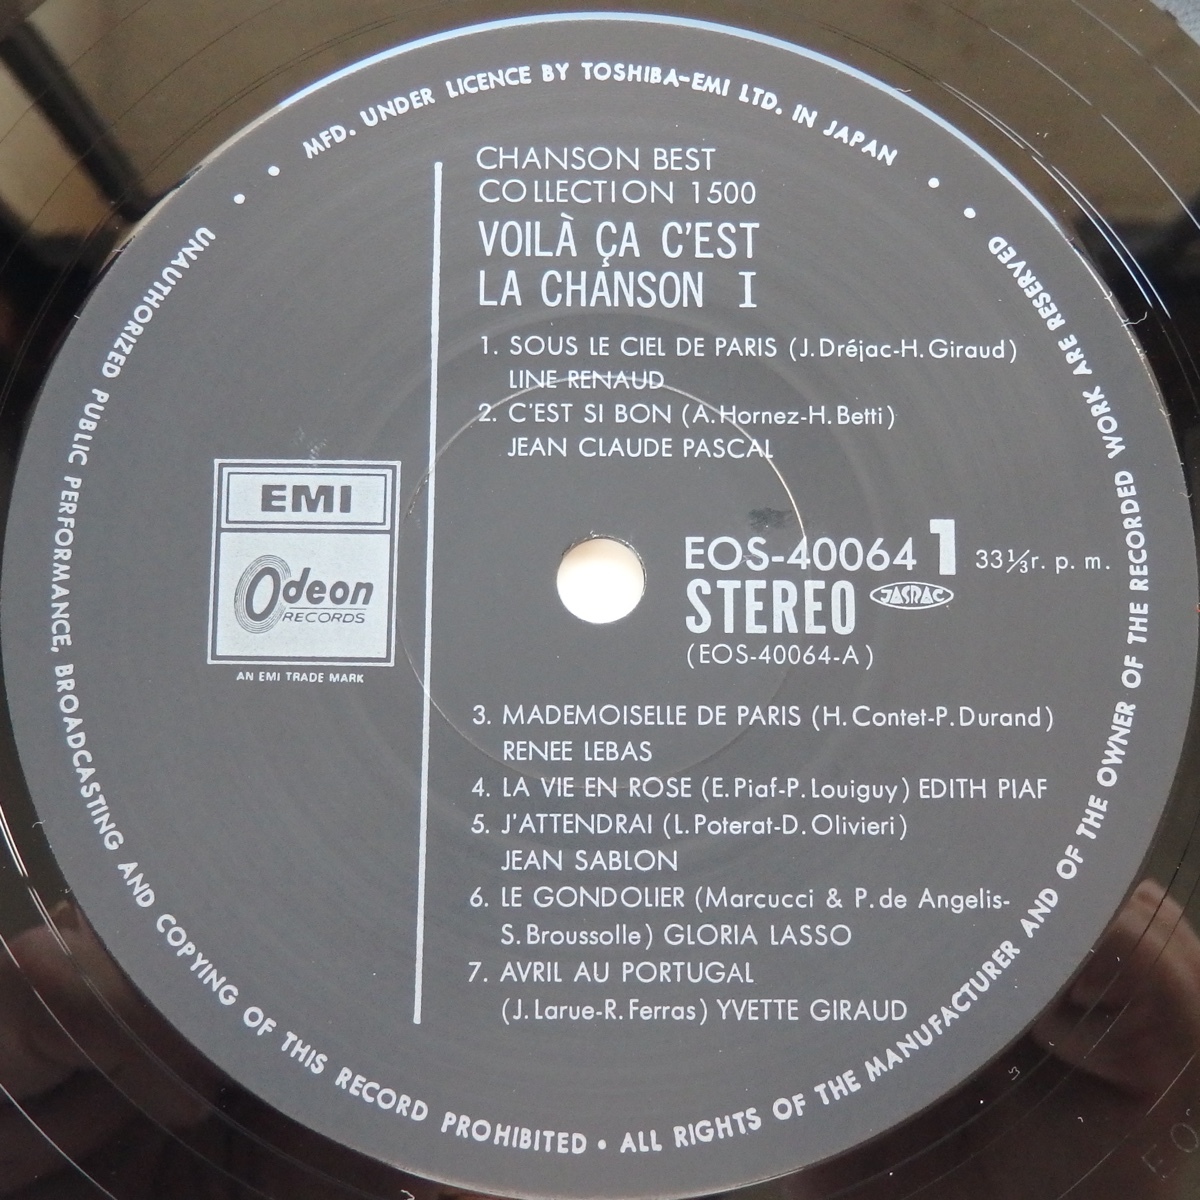 MFD. UNDER LICENCE BY TOSHIBA-EMI LTD. IN JAPAN
CHANSON BEST
COLLECTION 1500
VOILÀ ÇA C'EST
LA CHANSON I
1. SOUS LE CIEL DE PARIS (J. Dréjac-H. Giraud)
LINE RENAUD
2. C'EST SI BON (A. Hornez-H. Betti)
JEAN CLAUDE PASCAL
EMI
Odeon
RECORDS
AN EMI TRADE MARK
EOS-40064 1 33⅓ r. p. m.
STEREO JASRAC
(EOS-40064-A)
3. MADEMOISELLE DE PARIS (H. Contet-P. Durand)
RENEE LEBAS
4. LA VIE EN ROSE (E. Piaf-P. Louiguy) EDITH PIAF
5. J'ATTENDRAI (L. Poterat-D. Olivieri)
JEAN SABLON
6. LE GONDOLIER (Marcucci & P. de Angelis-
S. Broussolle) GLORIA LASSO
7. AVRIL AU PORTUGAL
(J. Larue-R. Ferras) YVETTE GIRAUD
UNAUTHORIZED PUBLIC PERFORMANCE, BROADCASTING AND COPYING OF THIS RECORD PROHIBITED • ALL RIGHTS OF THE MANUFACTURER AND OF THE OWNER OF THE RECORDED WORK ARE RESERVED